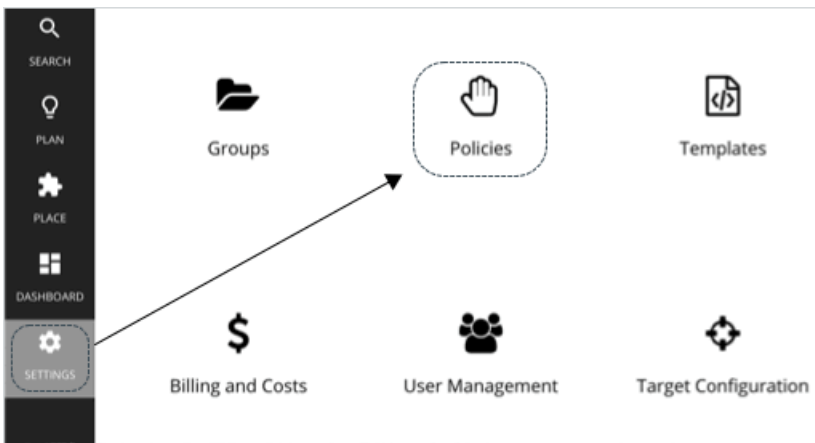 SEARCH
PLAN
PLACE
DASHBOARD
SETTINGS
Groups
Policies
Templates
Billing and Costs
User Management
Target Configuration